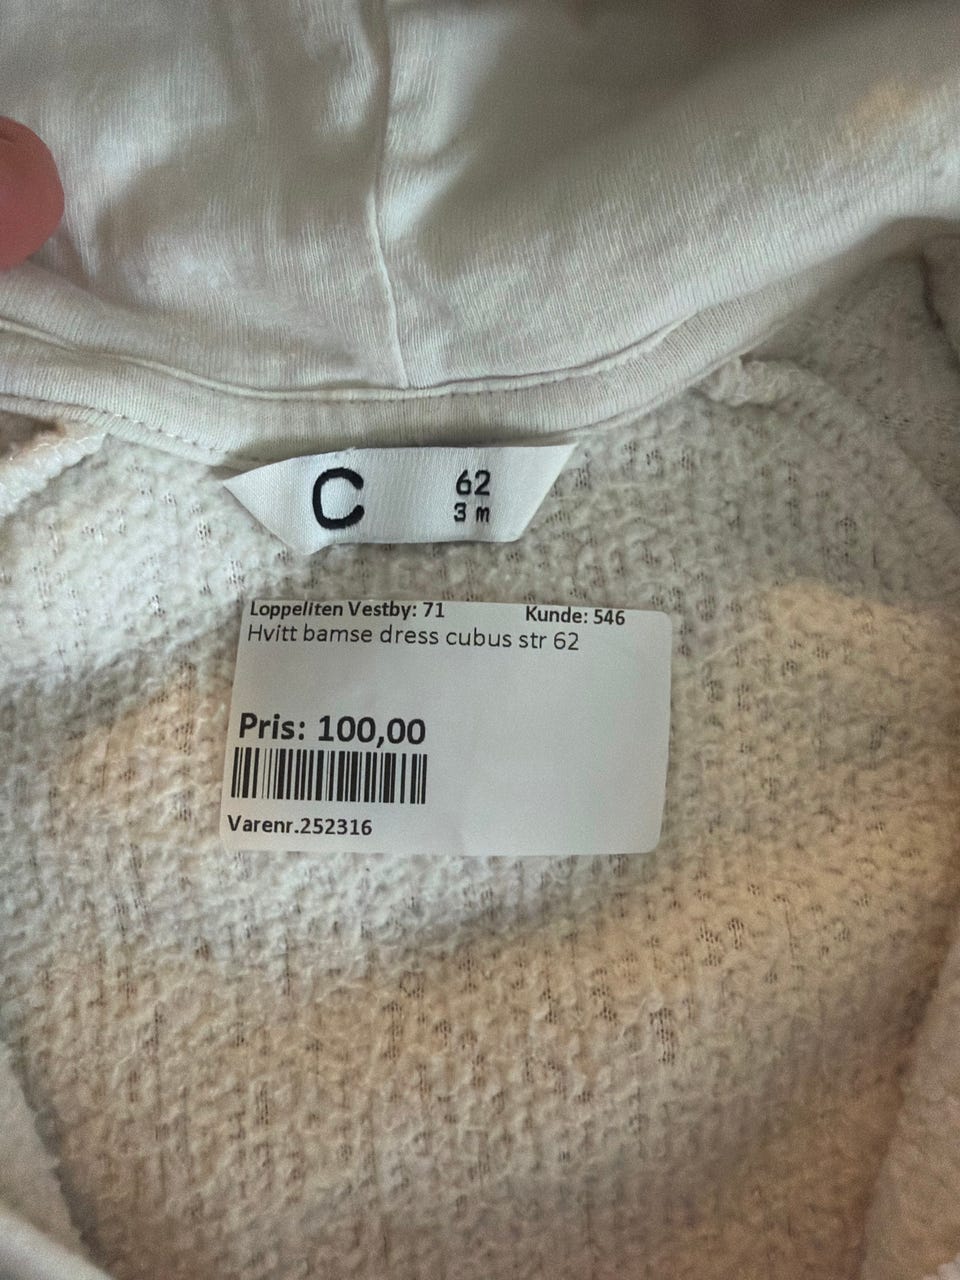 C 62
3 m
Loppeliten Vestby: 71 Kunde: 546
Hvitt bamse dress cubus str 62
Pris: 100,00
Varenr.252316